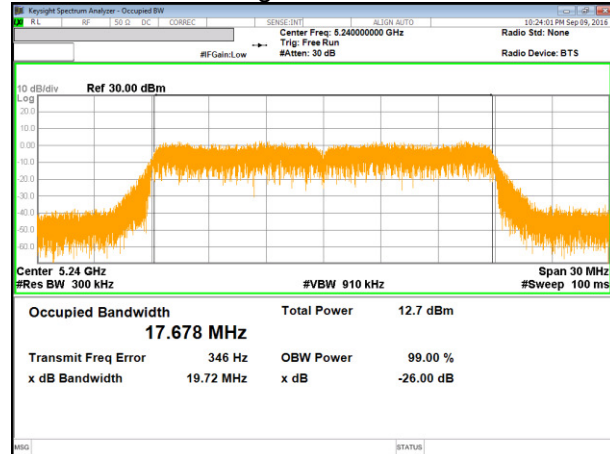 Keysight Spectrum Analyzer - Occupied BW
RL RF 50 Ω DC CORREC SENSE:INT ALIGN AUTO 10:24:01 PM Sep 09, 2016
Center Freq: 5.240000000 GHz Radio Std: None
Trig: Free Run
#IFGain:Low #Atten: 30 dB Radio Device: BTS
10 dB/div Ref 30.00 dBm
Log
20.0
10.0
0.00
-10.0
-20.0
-30.0
-40.0
-50.0
-60.0
Center 5.24 GHz Span 30 MHz
#Res BW 300 kHz #VBW 910 kHz #Sweep 100 ms
Occupied Bandwidth Total Power 12.7 dBm
17.678 MHz
Transmit Freq Error 346 Hz OBW Power 99.00 %
x dB Bandwidth 19.72 MHz x dB -26.00 dB
MSG STATUS